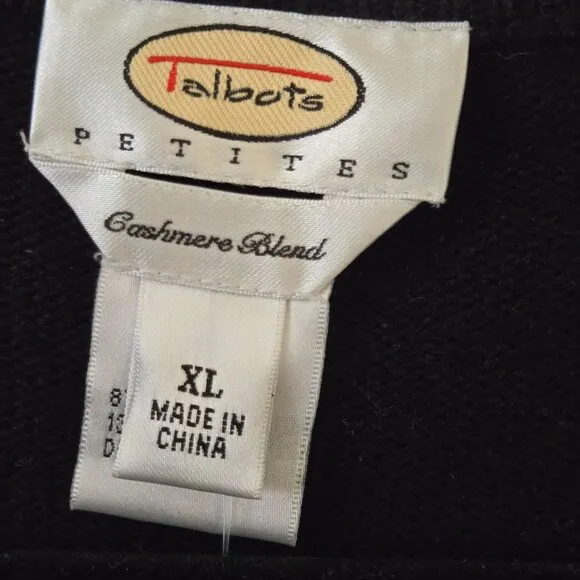 Talbots
PETITES
Cashmere Blend
XL
MADE IN
CHINA